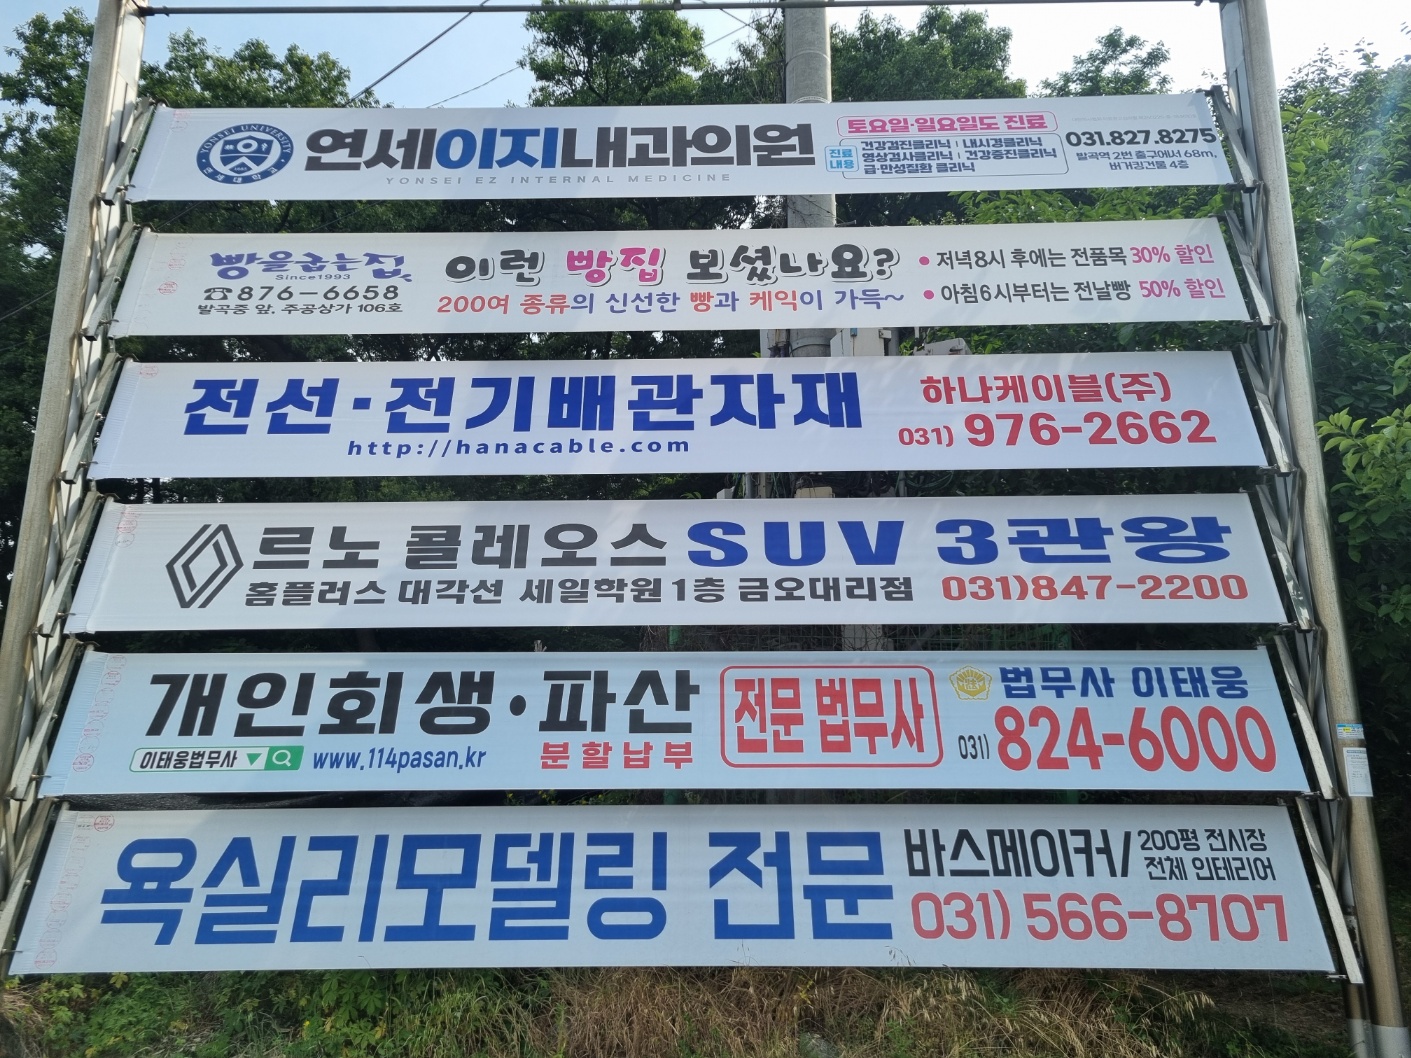 YONSEI UNIVERSITY
연세대학교
연세이지내과의원
YONSEI EZ INTERNAL MEDICINE
토요일·일요일도 진료
진료내용
건강검진클리닉 | 내시경클리닉
영상검사클리닉 | 건강증진클리닉
급·만성질환 클리닉
031.827.8275
발곡역 2번 출구에서 68m,
버거킹건물 4층
빵을굽는집
Since1993
☎876-6658
발곡중 앞. 주공상가 106호
이런 빵집 보셨나요?
200여 종류의 신선한 빵과 케익이 가득~
• 저녁8시 후에는 전품목 30% 할인
• 아침6시부터는 전날빵 50% 할인
전선·전기배관자재
http://hanacable.com
하나케이블(주)
031) 976-2662
르노 콜레오스 SUV 3관왕
홈플러스 대각선 세일학원 1층 금오대리점 031)847-2200
개인회생·파산
이태웅법무사
www.114pasan.kr
분할납부
전문 법무사
법무사 이태웅
031) 824-6000
욕실리모델링 전문
바스메이커/
200평 전시장
전체 인테리어
031) 566-8707